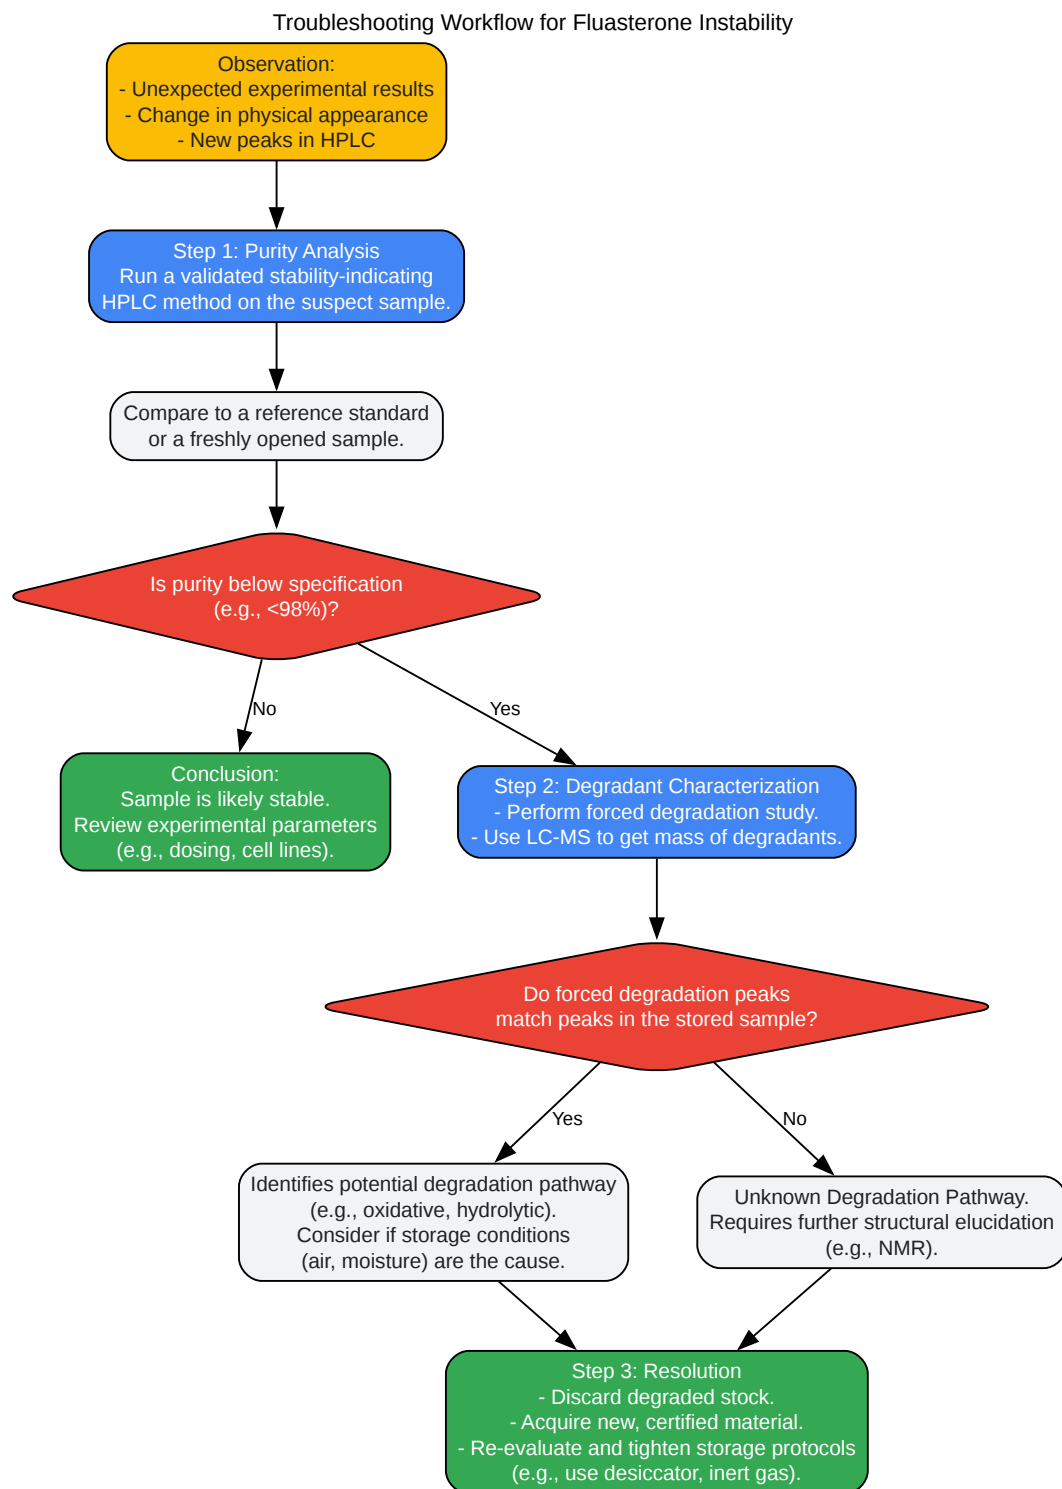 Troubleshooting Workflow for Fluasterone Instability
Observation:
- Unexpected experimental results
- Change in physical appearance
- New peaks in HPLC
Step 1: Purity Analysis
Run a validated stability-indicating
HPLC method on the suspect sample.
Compare to a reference standard
or a freshly opened sample.
Is purity below specification
(e.g., <98%)?
No
Yes
Conclusion:
Sample is likely stable.
Review experimental parameters
(e.g., dosing, cell lines).
Step 2: Degradant Characterization
- Perform forced degradation study.
- Use LC-MS to get mass of degradants.
Do forced degradation peaks
match peaks in the stored sample?
Yes
No
Identifies potential degradation pathway
(e.g., oxidative, hydrolytic).
Consider if storage conditions
(air, moisture) are the cause.
Unknown Degradation Pathway.
Requires further structural elucidation
(e.g., NMR).
Step 3: Resolution
- Discard degraded stock.
- Acquire new, certified material.
- Re-evaluate and tighten storage protocols
(e.g., use desiccator, inert gas).